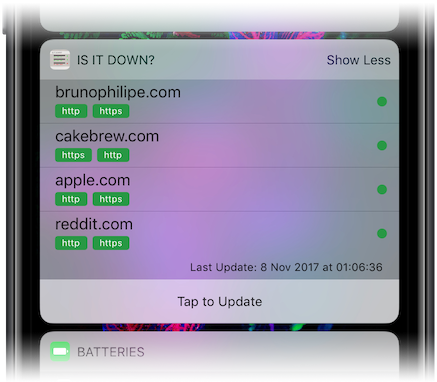 IS IT DOWN? Show Less
brunophilipe.com
http https
cakebrew.com
https http
apple.com
http https
reddit.com
http https
Last Update: 8 Nov 2017 at 01:06:36
Tap to Update
BATTERIES